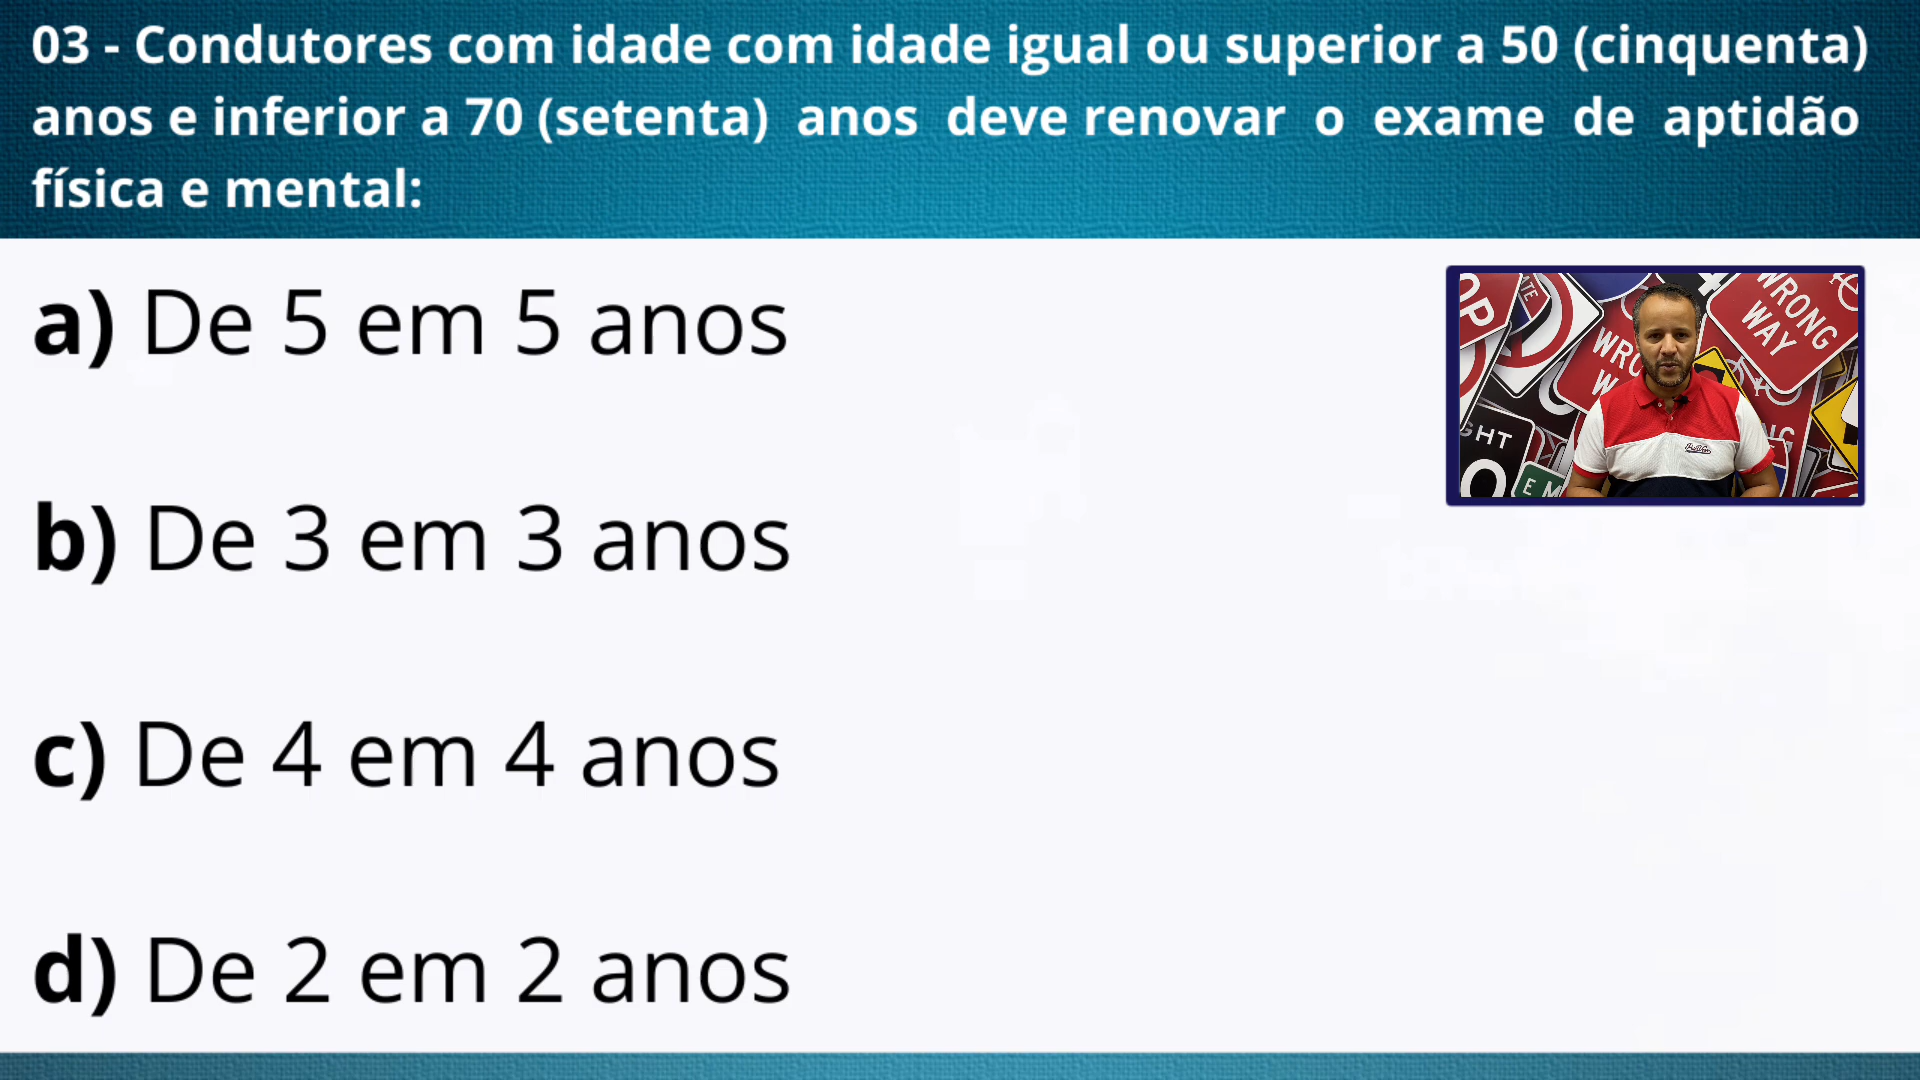 03 - Condutores com idade com idade igual ou superior a 50 (cinquenta)
anos e inferior a 70 (setenta) anos deve renovar o exame de aptidão
física e mental:
a) De 5 em 5 anos
b) De 3 em 3 anos
c) De 4 em 4 anos
d) De 2 em 2 anos
WRONG
WAY